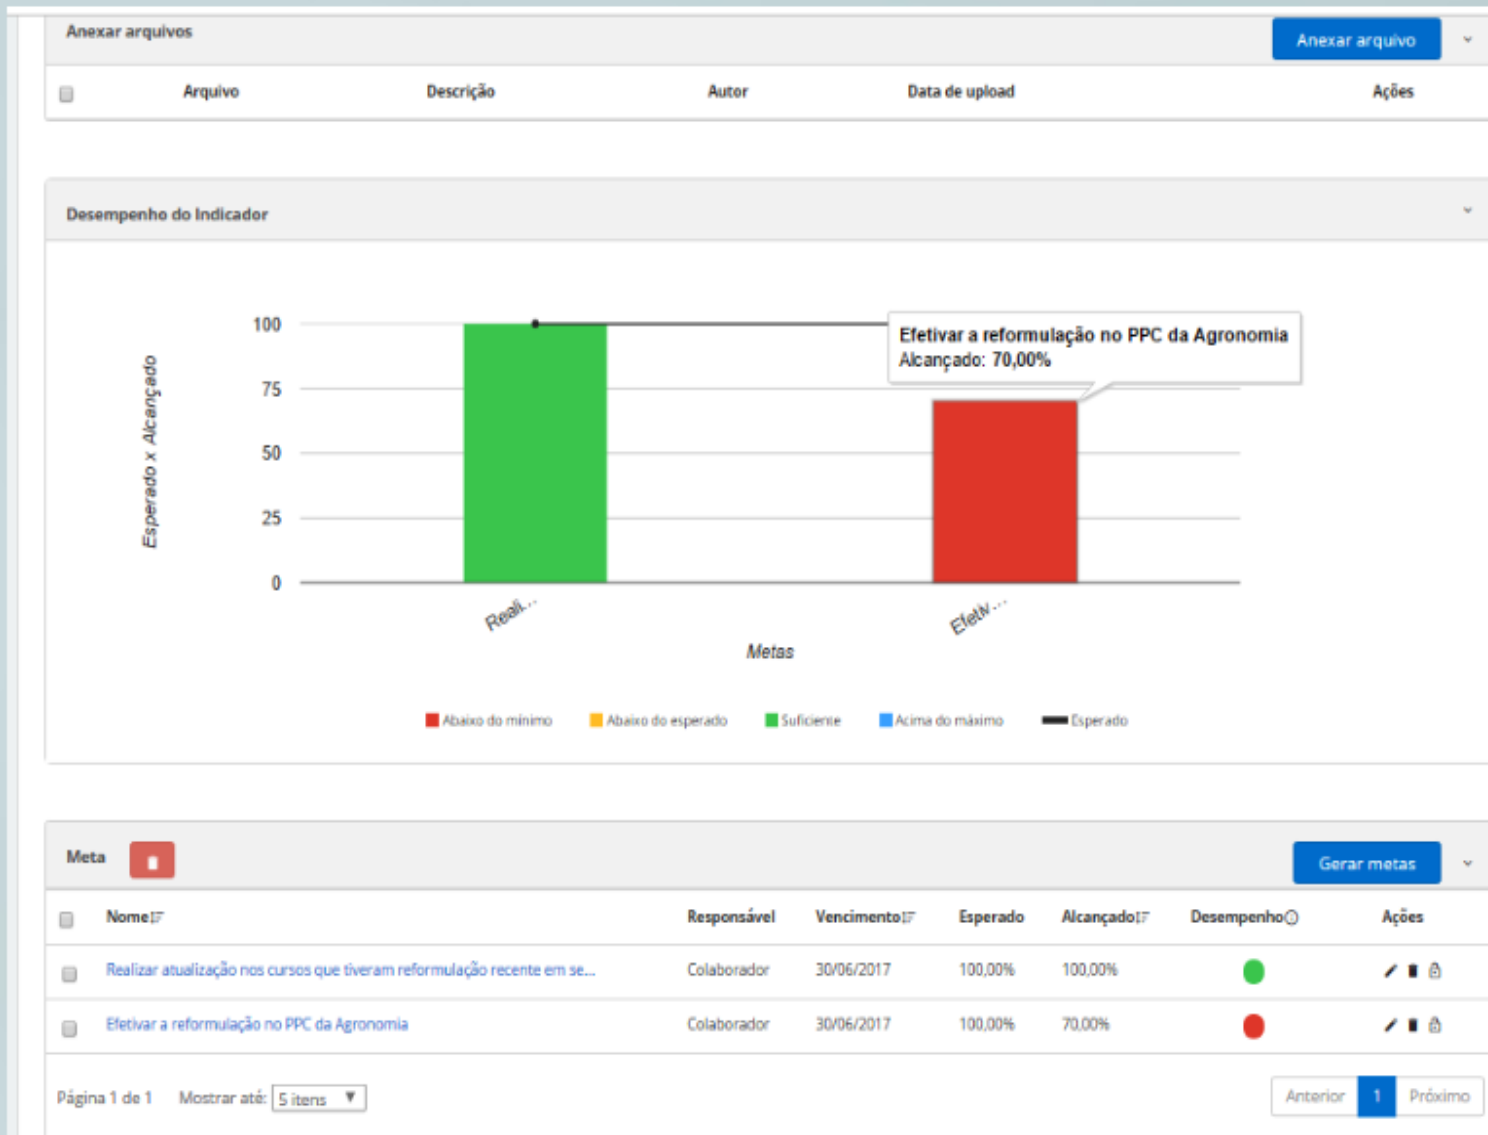 Anexar arquivos
Anexar arquivo
Arquivo Descrição Autor Data de upload Ações
Desempenho do Indicador
100
75
50
25
0
Esperado x Alcançado
Efetivar a reformulação no PPC da Agronomia
Alcançado: 70,00%
Reali...
Efetiv...
Metas
Abaixo do mínimo Abaixo do esperado Suficiente Acima do máximo Esperado
Meta
Gerar metas
Nome Responsável Vencimento Esperado Alcançado Desempenho Ações
Realizar atualização nos cursos que tiveram reformulação recente em se... Colaborador 30/06/2017 100,00% 100,00%
Efetivar a reformulação no PPC da Agronomia Colaborador 30/06/2017 100,00% 70,00%
Página 1 de 1 Mostrar até: 5 itens Anterior 1 Próximo